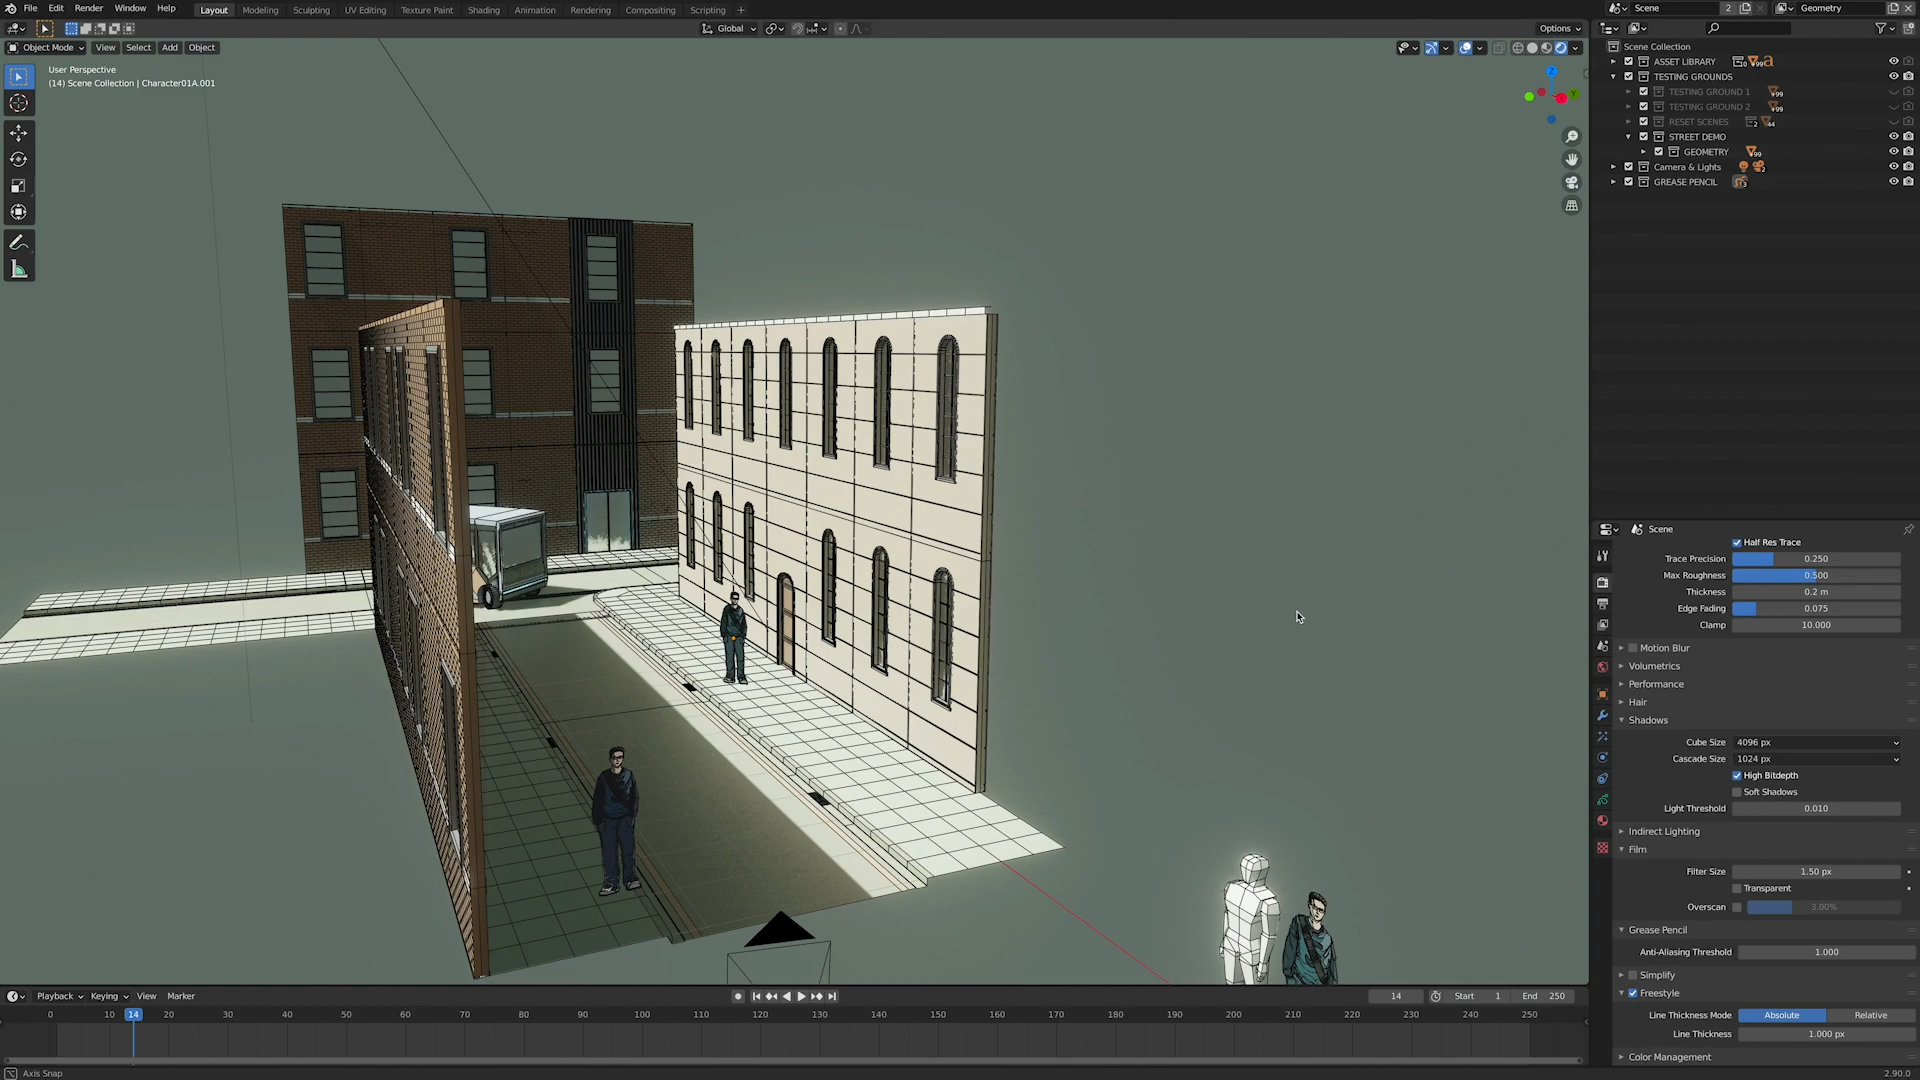 File Edit Render Window Help Layout Modeling Sculpting UV Editing Texture Paint Shading Animation Rendering Compositing Scripting + Scene 2 Geometry
Global Options
Object Mode View Select Add Object
User Perspective
(14) Scene Collection | Character01A.001
Scene Collection
ASSET LIBRARY
TESTING GROUNDS
TESTING GROUND 1 99
TESTING GROUND 2 99
RESET SCENES 2 44
STREET DEMO
GEOMETRY 99
Camera & Lights 2
GREASE PENCIL 3
Scene
Half Res Trace
Trace Precision 0.250
Max Roughness 0.500
Thickness 0.2 m
Edge Fading 0.075
Clamp 10.000
Motion Blur
Volumetrics
Performance
Hair
Shadows
Cube Size 4096 px
Cascade Size 1024 px
High Bitdepth
Soft Shadows
Light Threshold 0.010
Indirect Lighting
Film
Filter Size 1.50 px
Transparent
Overscan 3.00%
Grease Pencil
Anti-Aliasing Threshold 1.000
Simplify
Freestyle
Line Thickness Mode Absolute Relative
Line Thickness 1.000 px
Color Management
Playback Keying View Marker 14 Start 1 End 250
0 10 14 20 30 40 50 60 70 80 90 100 110 120 130 140 150 160 170 180 190 200 210 220 230 240 250
Axis Snap 2.90.0